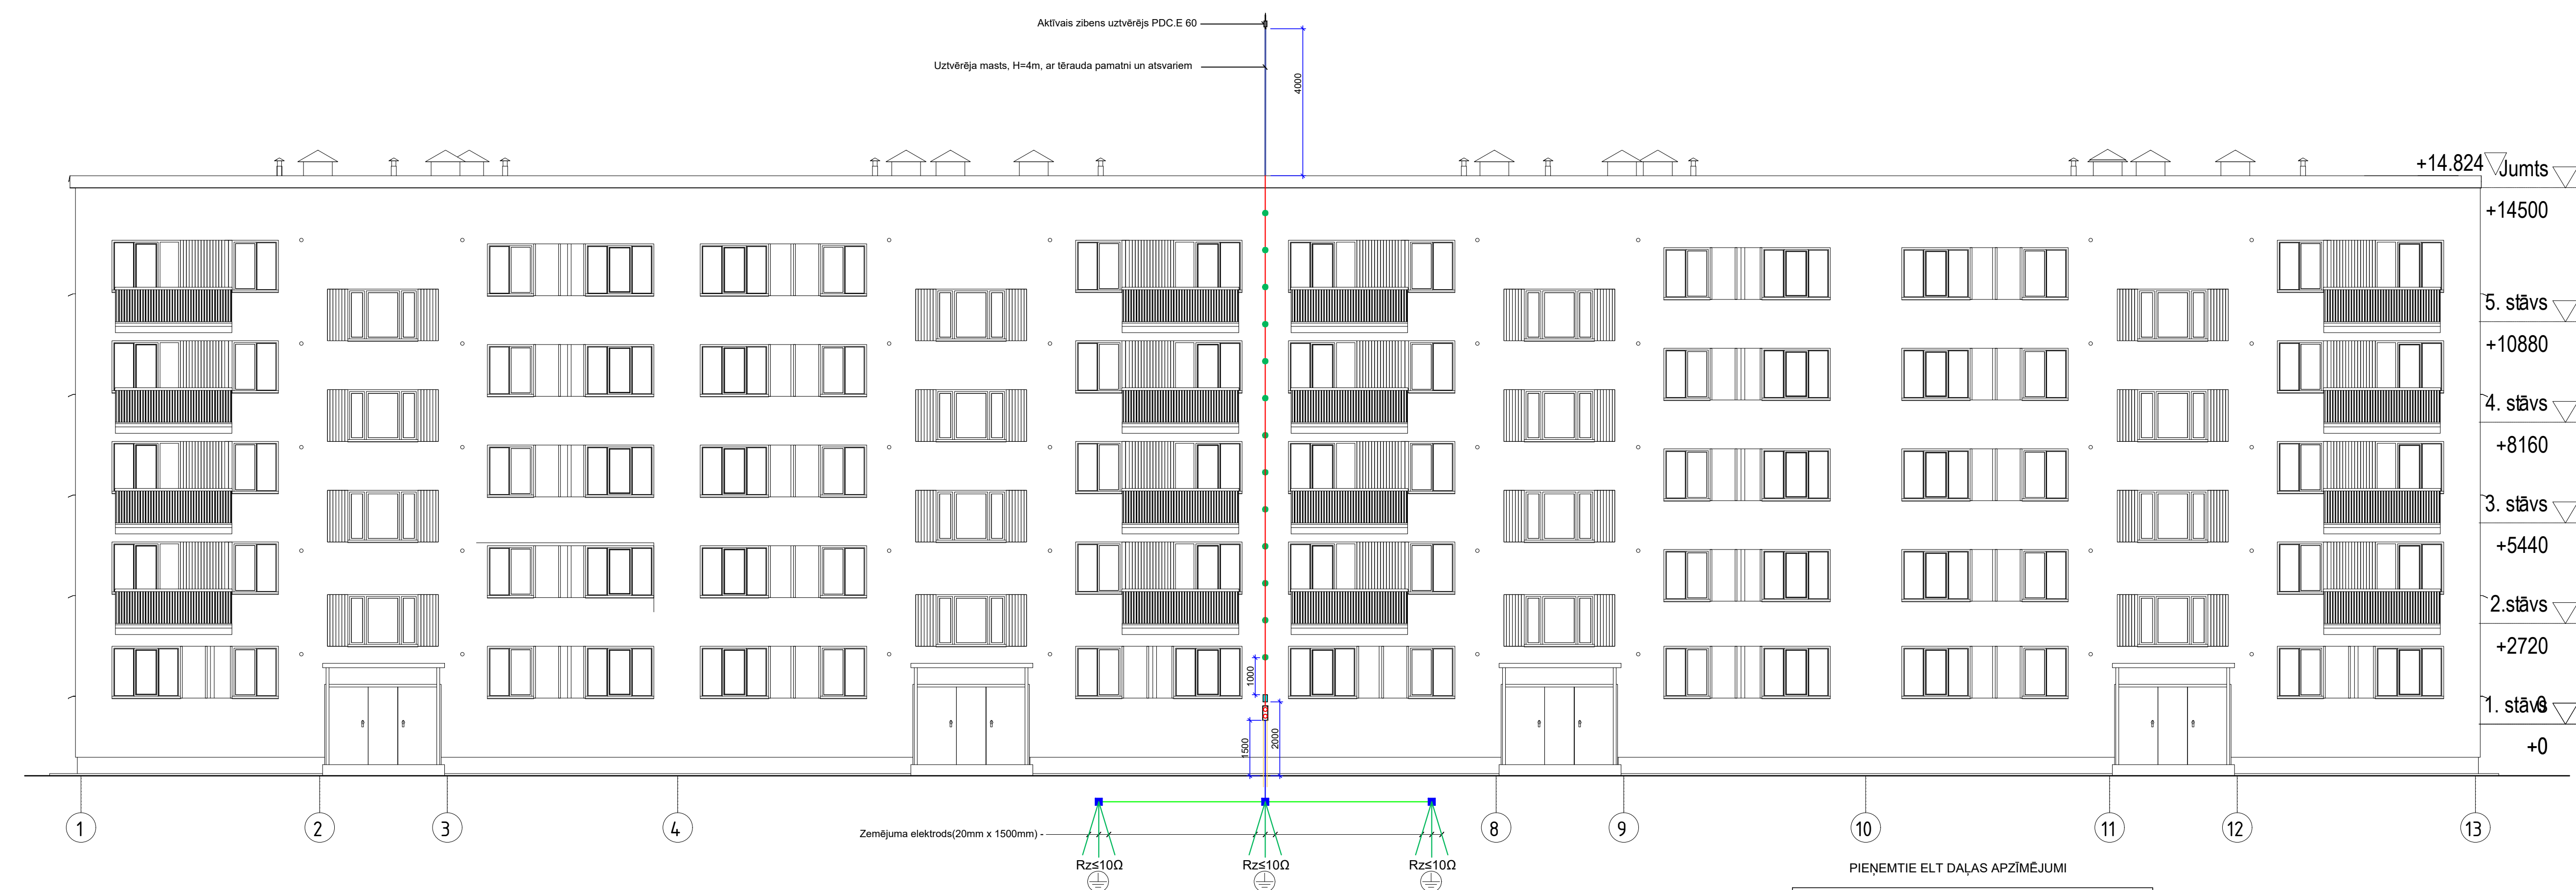 Aktīvais zibens uztvērējs PDC.E 60
Uztvērēja masts, H=4m, ar tērauda pamatni un atsvariem
4000
+14.824
Jumts
+14500
5. stāvs
+10880
4. stāvs
+8160
3. stāvs
+5440
2.stāvs
+2720
1000
1. stāvs
0
1500
2000
+0
1
2
3
4
8
9
10
11
12
13
Zemējuma elektrods(20mm x 1500mm) -
Rz≤10Ω
Rz≤10Ω
Rz≤10Ω
PIEŅEMTIE ELT DAĻAS APZĪMĒJUMI